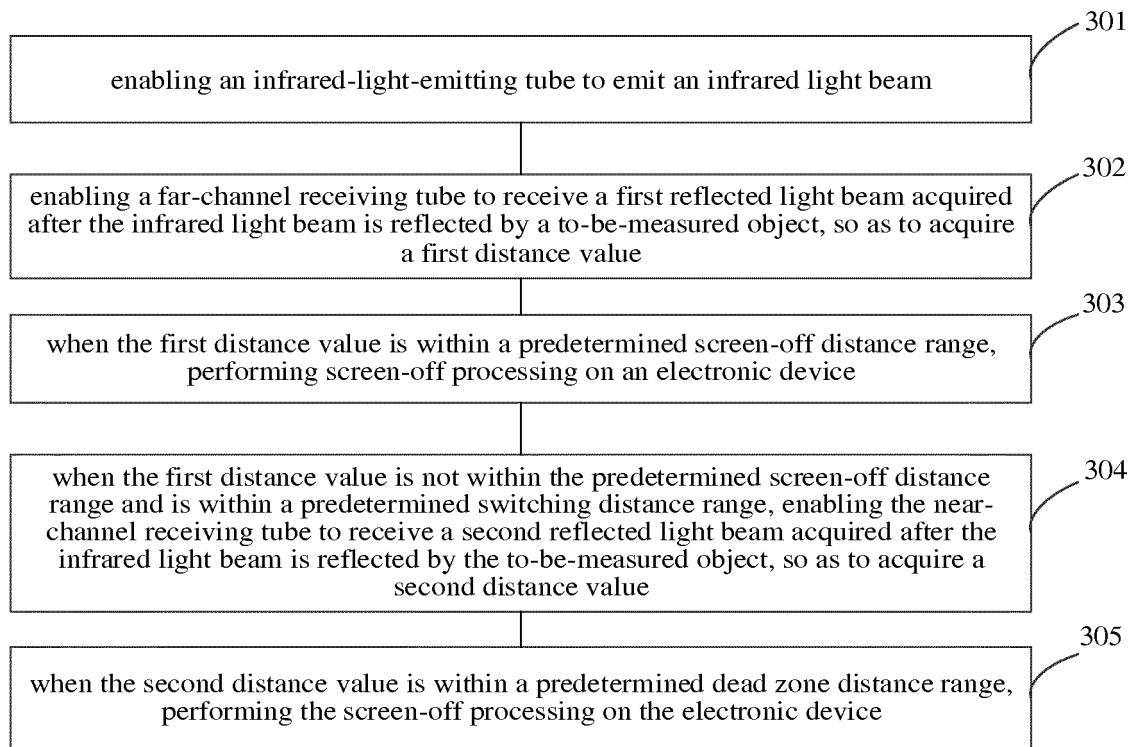 301
enabling an infrared-light-emitting tube to emit an infrared light beam
302
enabling a far-channel receiving tube to receive a first reflected light beam acquired
after the infrared light beam is reflected by a to-be-measured object, so as to acquire
a first distance value
303
when the first distance value is within a predetermined screen-off distance range,
performing screen-off processing on an electronic device
304
when the first distance value is not within the predetermined screen-off distance
range and is within a predetermined switching distance range, enabling the near-
channel receiving tube to receive a second reflected light beam acquired after the
infrared light beam is reflected by the to-be-measured object, so as to acquire a
second distance value
305
when the second distance value is within a predetermined dead zone distance range,
performing the screen-off processing on the electronic device